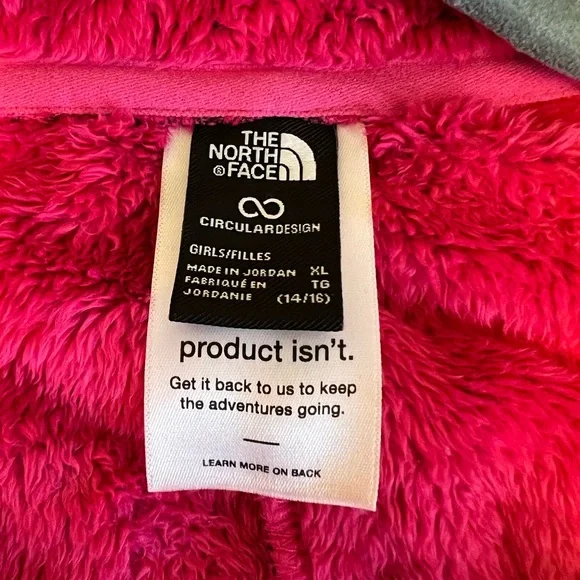 THE
NORTH
® FACE
CIRCULARDESIGN
GIRLS/FILLES
MADE IN JORDAN XL
FABRIQUÉ EN TG
JORDANIE (14/16)
product isn't.
Get it back to us to keep
the adventures going.
LEARN MORE ON BACK